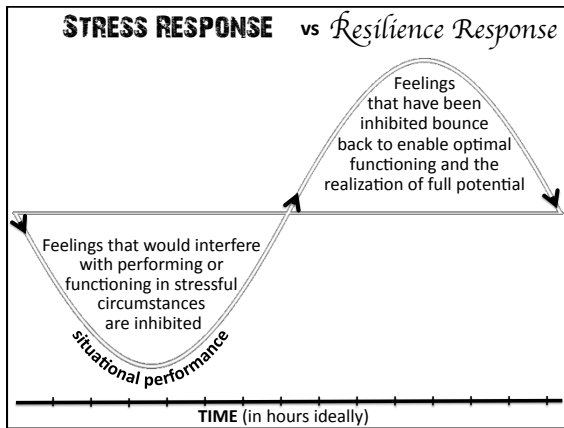 STRESS RESPONSE vs Resilience Response
Feelings
that have been
inhibited bounce
back to enable optimal
functioning and the
realization of full potential
Feelings that would interfere
with performing or
functioning in stressful
circumstances
are inhibited
situational performance
TIME (in hours ideally)